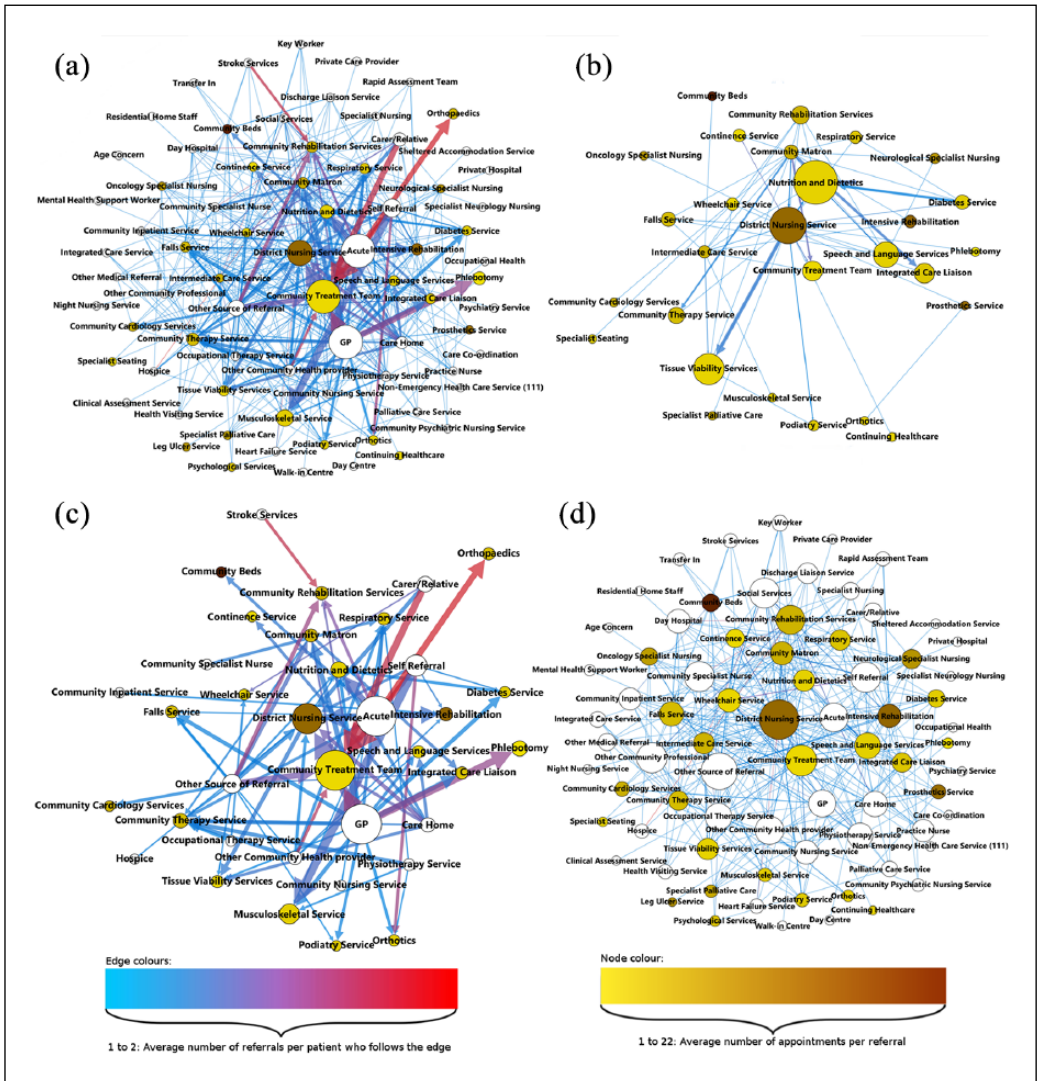 (a)
Key Worker
Stroke Services
Private Care Provider
Transfer In
Rapid Assessment Team
Discharge Liaison Service
Residential Home Staff
Social Services
Specialist Nursing
Orthopaedics
Community Beds
Carer/Relative
Age Concern
Day Hospital
Community Rehabilitation Services
Sheltered Accommodation Service
Continence Service
Respiratory Service
Private Hospital
Oncology Specialist Nursing
Community Matron
Neurological Specialist Nursing
Mental Health Support Worker
Community Specialist Nurse
Nutrition and Dietetics
Self Referral
Specialist Neurology Nursing
Community Inpatient Service
Wheelchair Service
Diabetes Service
Falls Service
Acute
Integrated Care Service
District Nursing Service
Intensive Rehabilitation
Occupational Health
Other Medical Referral
Intermediate Care Service
Speech and Language Services
Phlebotomy
Other Community Professional
Psychiatry Service
Night Nursing Service
Other Source of Referral
Community Treatment Team
Integrated Care Liaison
Community Cardiology Services
Prosthetics Service
Community Therapy Service
GP
Care Home
Specialist Seating
Occupational Therapy Service
Care Co-ordination
Hospice
Other Community Health provider
Physiotherapy Service
Practice Nurse
Tissue Viability Services
Community Nursing Service
Non-Emergency Health Care Service (111)
Clinical Assessment Service
Palliative Care Service
Health Visiting Service
Musculoskeletal Service
Community Psychiatric Nursing Service
Specialist Palliative Care
Orthotics
Leg Ulcer Service
Heart Failure Service
Podiatry Service
Continuing Healthcare
Psychological Services
Walk-in Centre
Day Centre
(b)
Community Beds
Community Rehabilitation Services
Continence Service
Respiratory Service
Oncology Specialist Nursing
Community Matron
Neurological Specialist Nursing
Nutrition and Dietetics
Wheelchair Service
Diabetes Service
Falls Service
District Nursing Service
Intensive Rehabilitation
Intermediate Care Service
Speech and Language Services
Phlebotomy
Community Treatment Team
Integrated Care Liaison
Community Cardiology Services
Prosthetics Service
Community Therapy Service
Specialist Seating
Tissue Viability Services
Musculoskeletal Service
Specialist Palliative Care
Podiatry Service
Orthotics
Continuing Healthcare
(c)
Stroke Services
Orthopaedics
Community Beds
Carer/Relative
Community Rehabilitation Services
Continence Service
Respiratory Service
Community Matron
Community Specialist Nurse
Nutrition and Dietetics
Self Referral
Community Inpatient Service
Wheelchair Service
Diabetes Service
Falls Service
District Nursing Service
Acute
Intensive Rehabilitation
Speech and Language Services
Phlebotomy
Community Treatment Team
Integrated Care Liaison
Other Source of Referral
Community Cardiology Services
Community Therapy Service
GP
Care Home
Occupational Therapy Service
Hospice
Other Community Health provider
Physiotherapy Service
Tissue Viability Services
Community Nursing Service
Musculoskeletal Service
Podiatry Service
Orthotics
(d)
Key Worker
Stroke Services
Private Care Provider
Transfer In
Rapid Assessment Team
Discharge Liaison Service
Residential Home Staff
Social Services
Specialist Nursing
Community Beds
Carer/Relative
Age Concern
Day Hospital
Community Rehabilitation Services
Sheltered Accommodation Service
Continence Service
Respiratory Service
Private Hospital
Oncology Specialist Nursing
Community Matron
Neurological Specialist Nursing
Mental Health Support Worker
Community Specialist Nurse
Nutrition and Dietetics
Self Referral
Specialist Neurology Nursing
Community Inpatient Service
Wheelchair Service
Diabetes Service
Falls Service
Integrated Care Service
District Nursing Service
Acute
Intensive Rehabilitation
Occupational Health
Other Medical Referral
Intermediate Care Service
Speech and Language Services
Phlebotomy
Other Community Professional
Night Nursing Service
Other Source of Referral
Community Treatment Team
Integrated Care Liaison
Psychiatry Service
Community Cardiology Services
Prosthetics Service
Community Therapy Service
GP
Care Home
Specialist Seating
Occupational Therapy Service
Care Co-ordination
Hospice
Other Community Health provider
Physiotherapy Service
Practice Nurse
Tissue Viability Services
Community Nursing Service
Non-Emergency Health Care Service (111)
Clinical Assessment Service
Health Visiting Service
Palliative Care Service
Musculoskeletal Service
Community Psychiatric Nursing Service
Specialist Palliative Care
Leg Ulcer Service
Podiatry Service
Orthotics
Heart Failure Service
Continuing Healthcare
Psychological Services
Day Centre
Walk-in Centre
Edge colours:
1 to 2: Average number of referrals per patient who follows the edge
Node colour:
1 to 22: Average number of appointments per referral